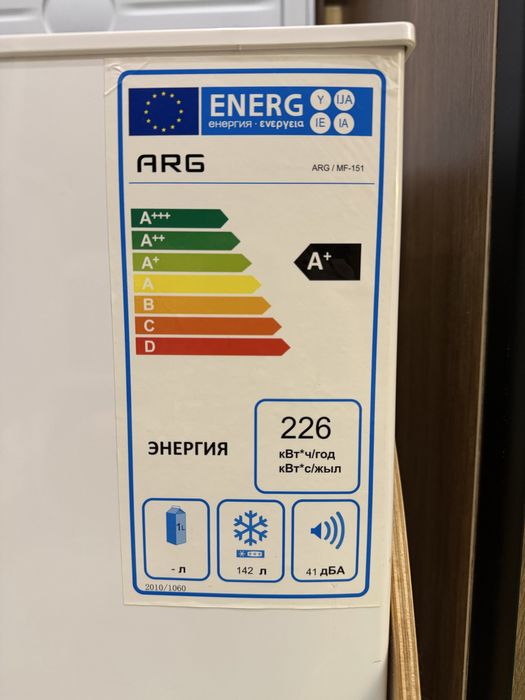 ENERG Y IJA
енергия · ενεργεια IE IA
ARG ARG / MF-151
A+++
A++
A+ A+
A
B
C
D
ЭНЕРГИЯ 226
кВт*ч/год
кВт*с/жыл
1L
- л 142 л 41 дБА
2010/1060